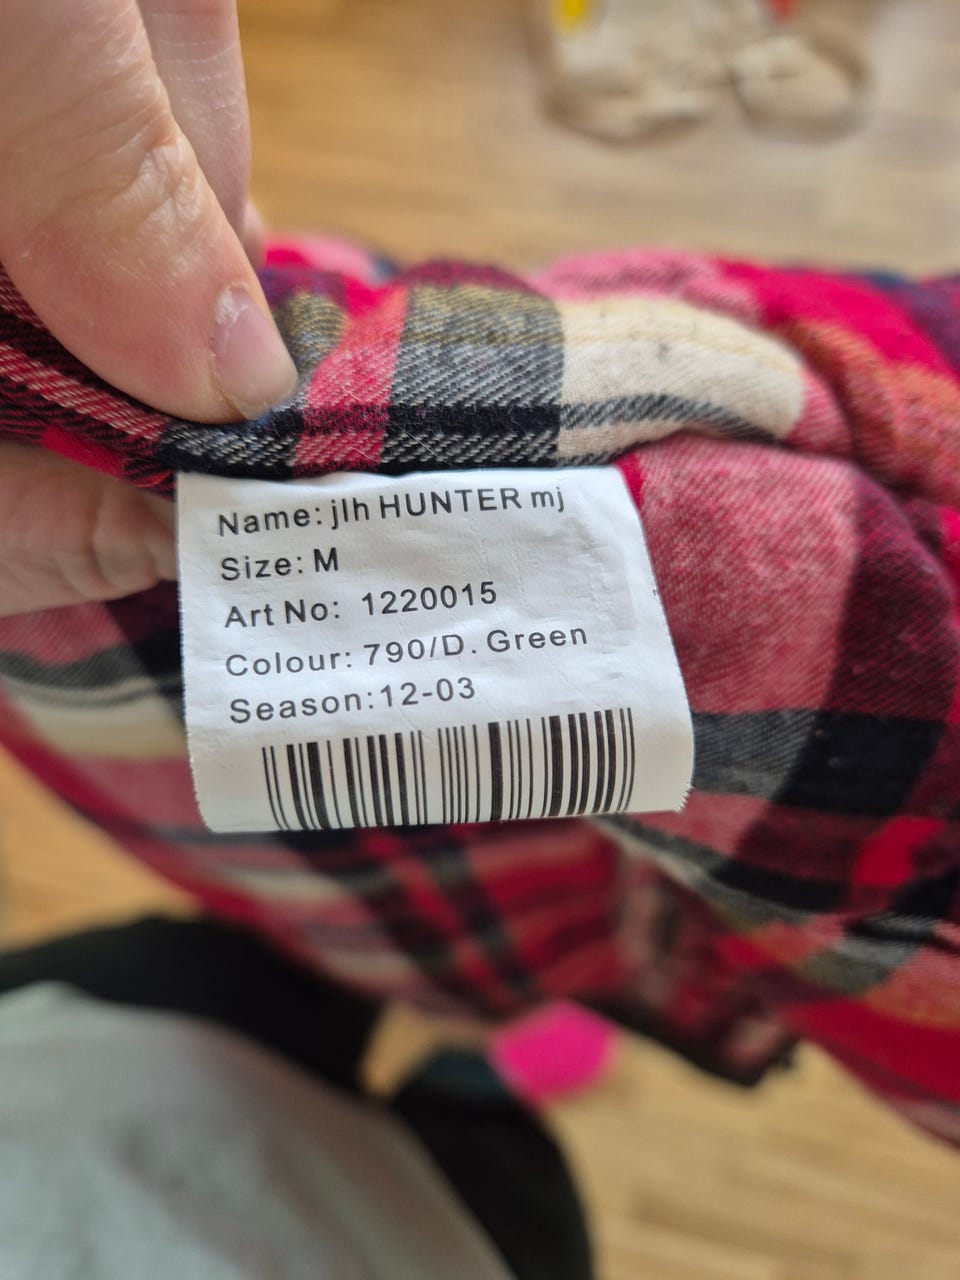 Name: jlh HUNTER mj
Size: M
Art No: 1220015
Colour: 790/D. Green
Season:12-03